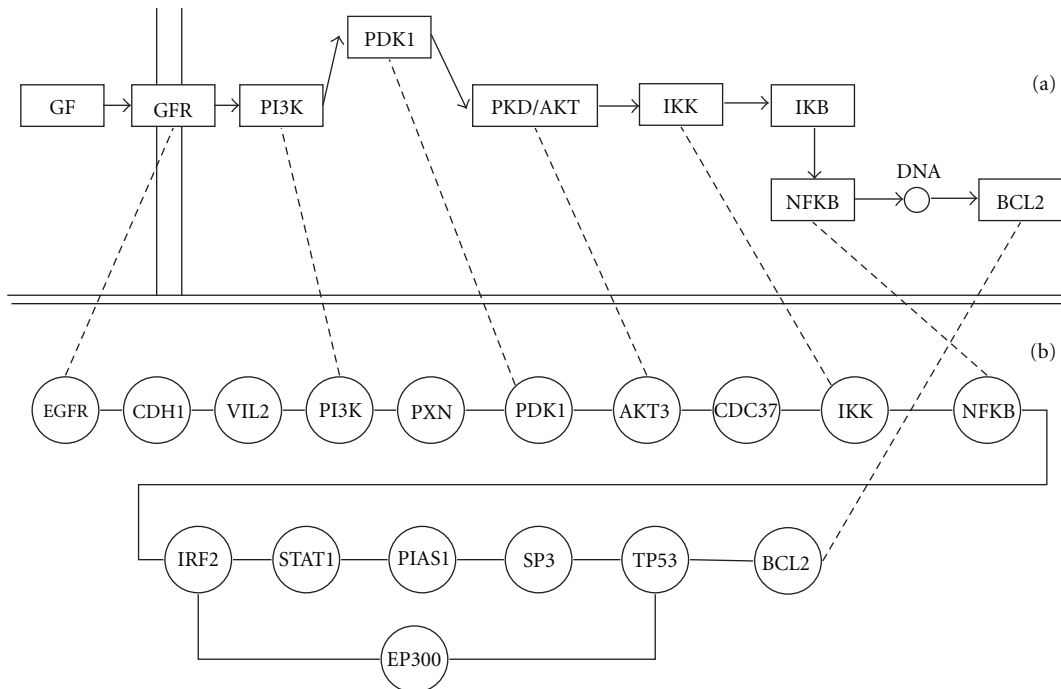 PDK1
(a)
GF
GFR
PI3K
PKD/AKT
IKK
IKB
DNA
NFKB
BCL2
(b)
EGFR
CDH1
VIL2
PI3K
PXN
PDK1
AKT3
CDC37
IKK
NFKB
IRF2
STAT1
PIAS1
SP3
TP53
BCL2
EP300